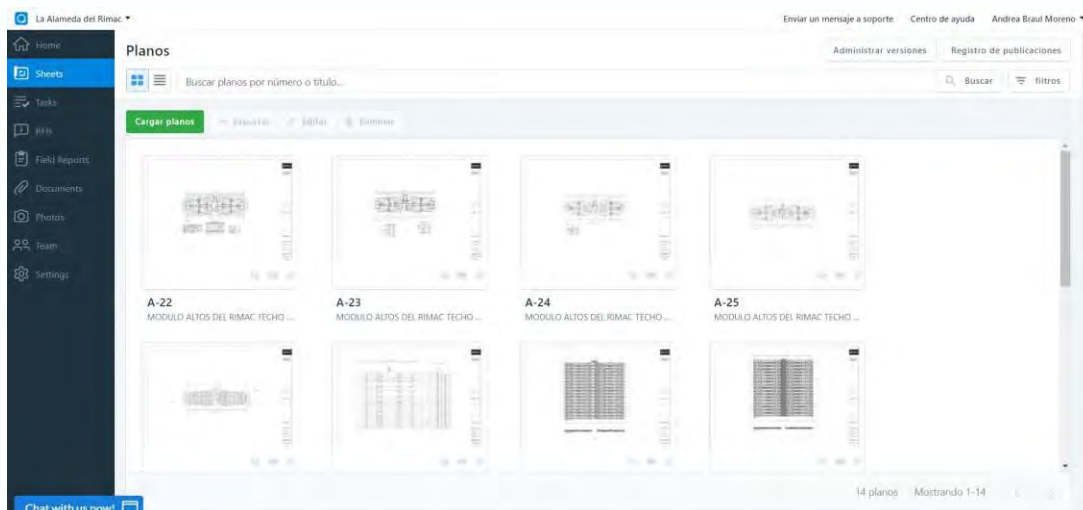 La Alameda del Rimac
Enviar un mensaje a soporte Centro de ayuda Andrea Braul Moreno
Home
Sheets
Tasks
RFIs
Field Reports
Documents
Photos
Team
Settings
Planos
Administrar versiones Registro de publicaciones
Buscar planos por número o título...
Buscar filtros
Cargar planos Exportar Editar Eliminar
A-22 A-23 A-24 A-25
MODULO ALTOS DEL RIMAC TECHO ... MODULO ALTOS DEL RIMAC TECHO ... MODULO ALTOS DEL RIMAC TECHO ... MODULO ALTOS DEL RIMAC TECHO ...
14 planos Mostrando 1-14
Chat with us now!